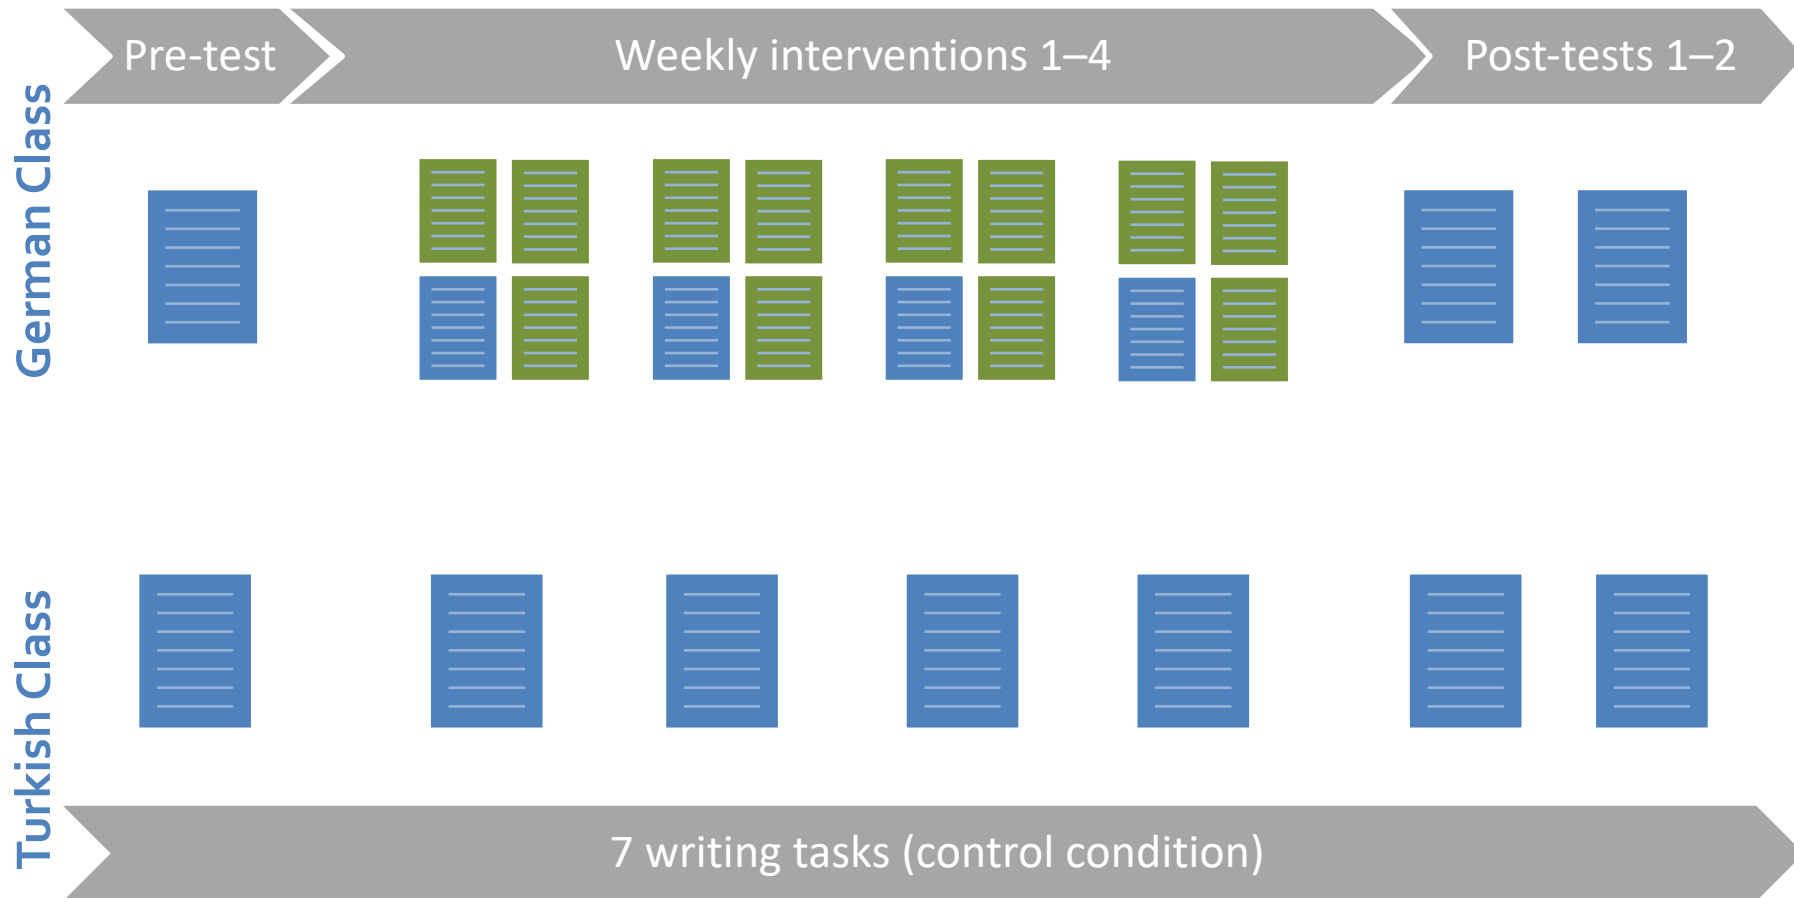 Pre-test
Weekly interventions 1–4
Post-tests 1–2
German Class
Turkish Class
7 writing tasks (control condition)